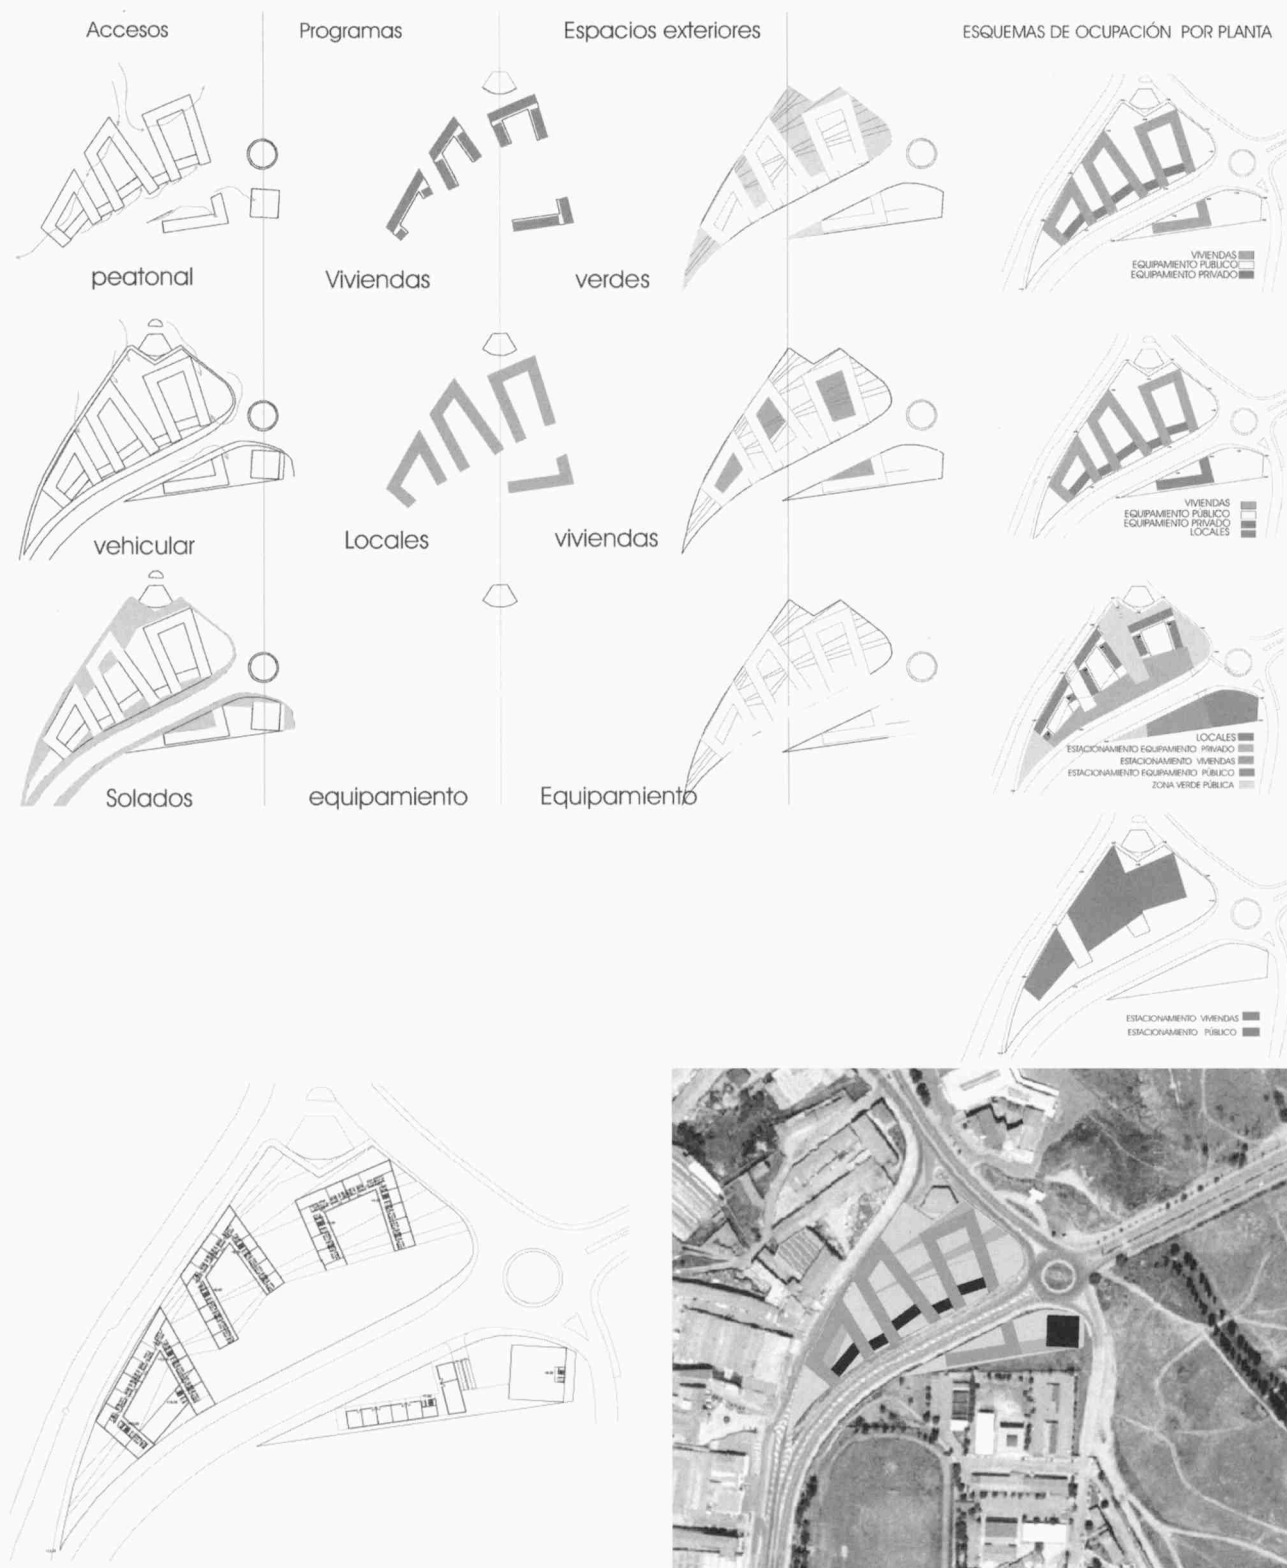 Accesos
Programas
Espacios exteriores
ESQUEMAS DE OCUPACIÓN POR PLANTA
peatonal
Viviendas
verdes
VIVIENDAS
EQUIPAMIENTO PÚBLICO
EQUIPAMIENTO PRIVADO
vehicular
Locales
viviendas
VIVIENDAS
EQUIPAMIENTO PÚBLICO
EQUIPAMIENTO PRIVADO
LOCALES
Solados
equipamiento
Equipamiento
LOCALES
ESTACIONAMIENTO EQUIPAMIENTO PRIVADO
ESTACIONAMIENTO VIVIENDAS
ESTACIONAMIENTO EQUIPAMIENTO PÚBLICO
ZONA VERDE PÚBLICA
ESTACIONAMIENTO VIVIENDAS
ESTACIONAMIENTO PÚBLICO